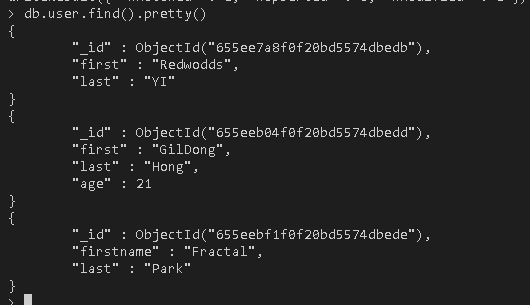 > db.user.find().pretty()
{
        "_id" : ObjectId("655ee7a8f0f20bd5574dbedb"),
        "first" : "Redwodds",
        "last" : "YI"
}
{
        "_id" : ObjectId("655eeb04f0f20bd5574dbedd"),
        "first" : "GilDong",
        "last" : "Hong",
        "age" : 21
}
{
        "_id" : ObjectId("655eebf1f0f20bd5574dbede"),
        "firstname" : "Fractal",
        "last" : "Park"
}
>